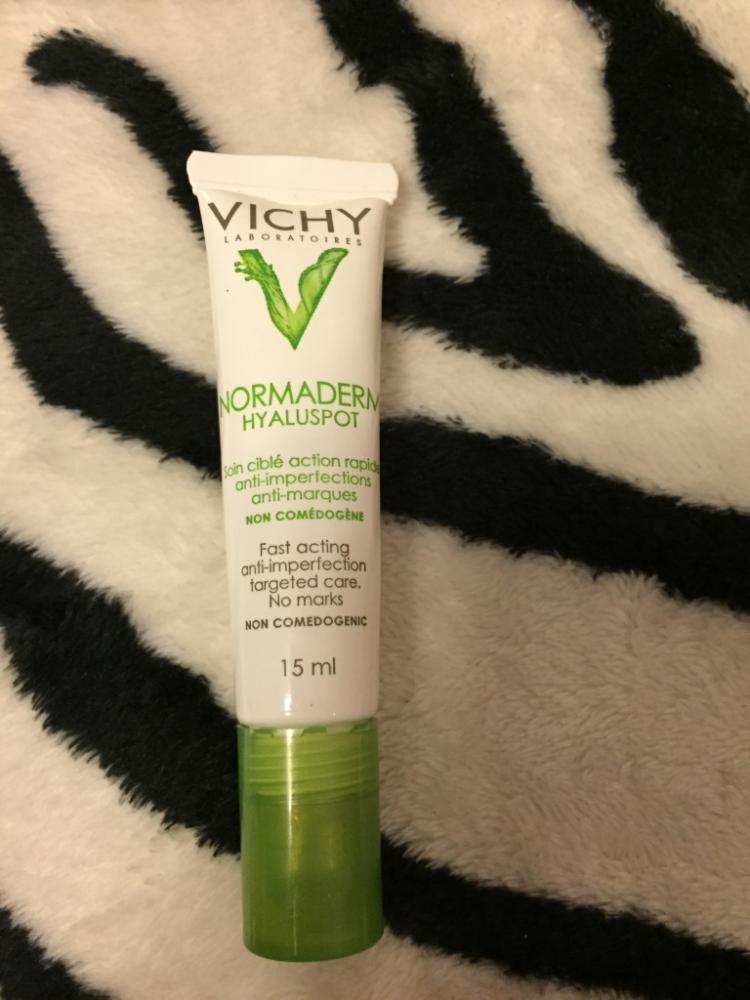 VICHY
LABORATOIRES
NORMADERM
HYALUSPOT
Soin ciblé action rapide
anti-imperfections
anti-marques
NON COMÉDOGÈNE
Fast acting
anti-imperfection
targeted care.
No marks
NON COMEDOGENIC
15 ml